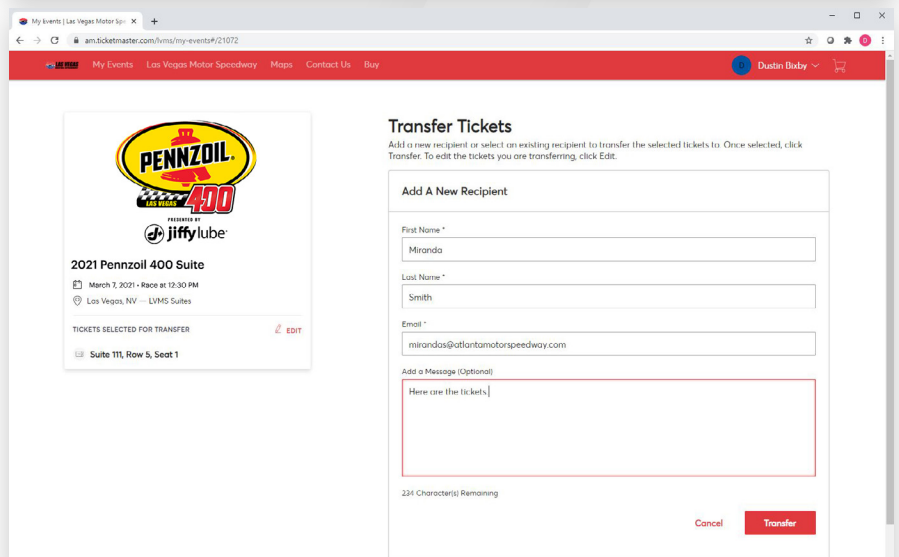 My Events | Las Vegas Motor Spe
am.ticketmaster.com/lvms/my-events#/21072
D
LAS VEGAS
My Events Las Vegas Motor Speedway Maps Contact Us Buy
D Dustin Bixby
PENNZOIL.
LAS VEGAS 400
PRESENTED BY
jiffylube
2021 Pennzoil 400 Suite
March 7, 2021 • Race at 12:30 PM
Las Vegas, NV — LVMS Suites
TICKETS SELECTED FOR TRANSFER EDIT
Suite 111, Row 5, Seat 1
Transfer Tickets
Add a new recipient or select an existing recipient to transfer the selected tickets to. Once selected, click
Transfer. To edit the tickets you are transferring, click Edit.
Add A New Recipient
First Name *
Miranda
Last Name *
Smith
Email *
mirandas@atlantamotorspeedway.com
Add a Message (Optional)
Here are the tickets
234 Character(s) Remaining
Cancel Transfer